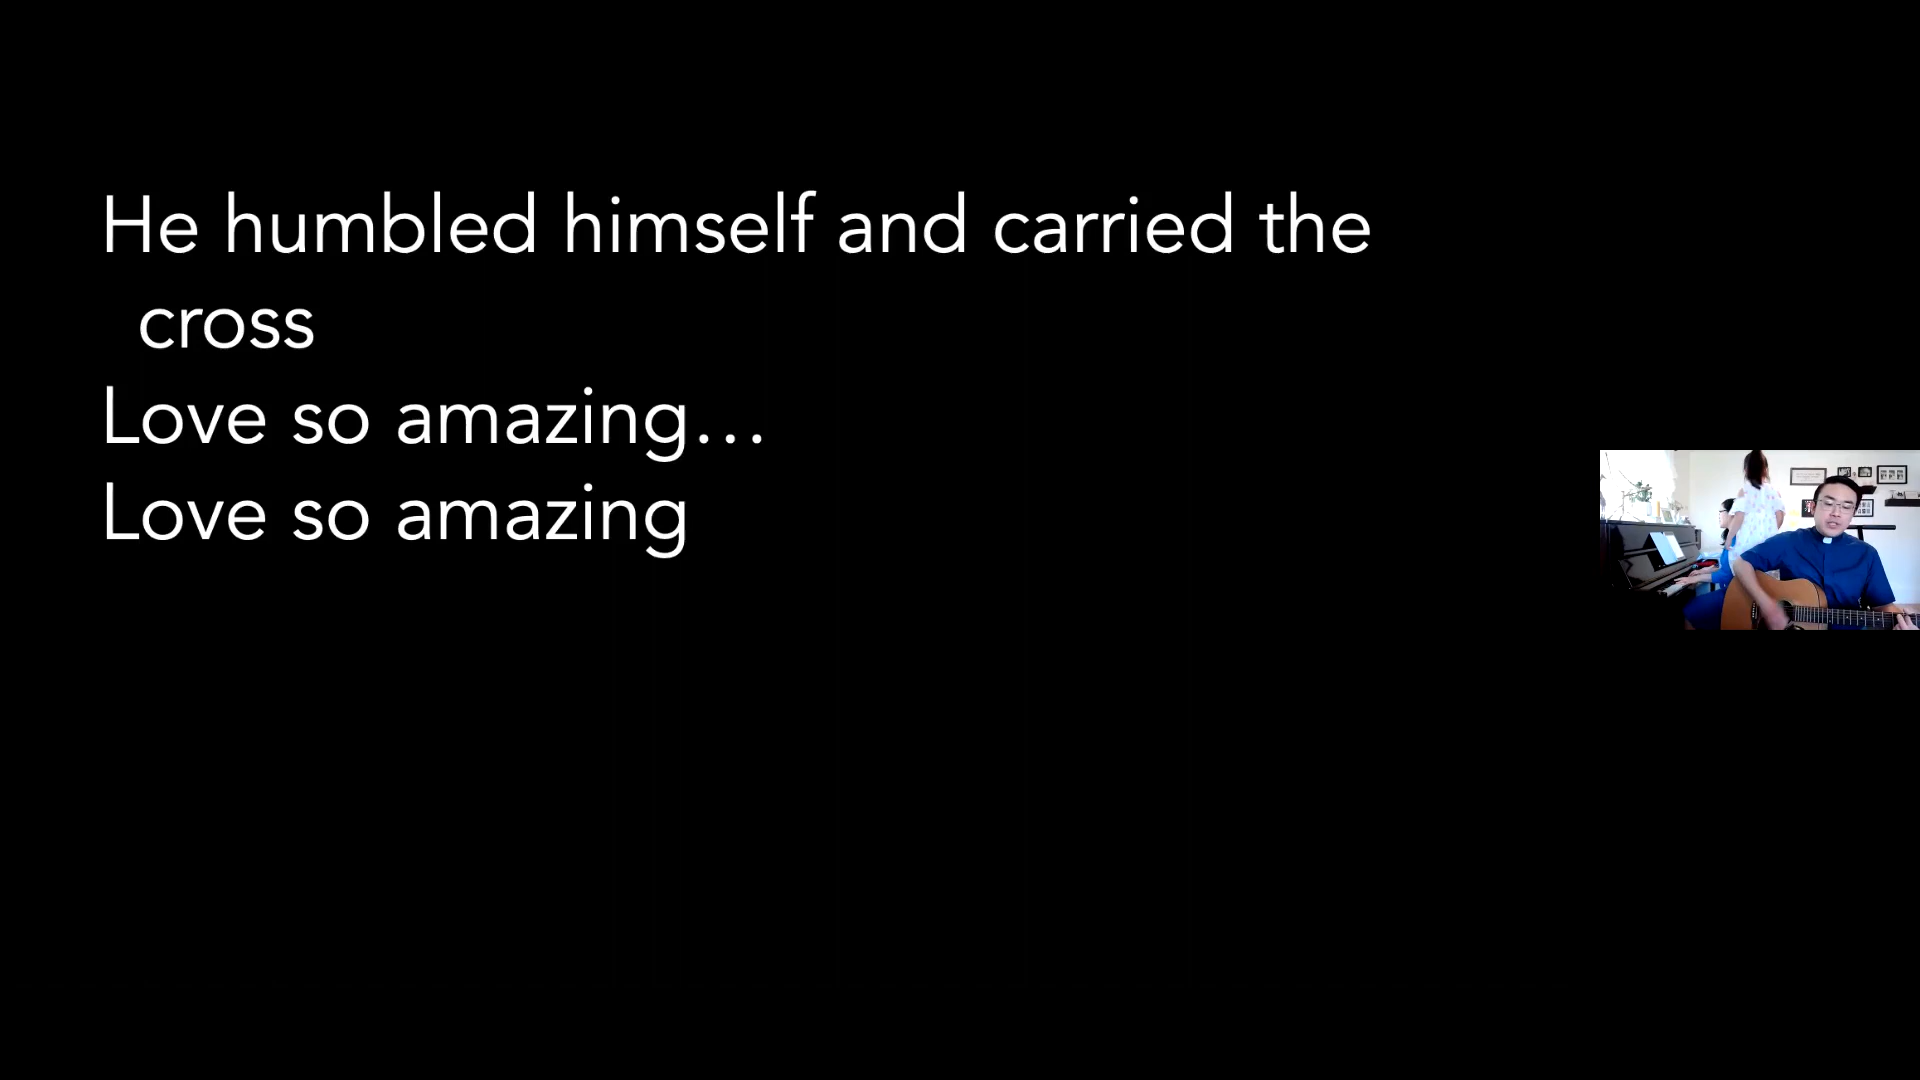 He humbled himself and carried the
cross
Love so amazing…
Love so amazing